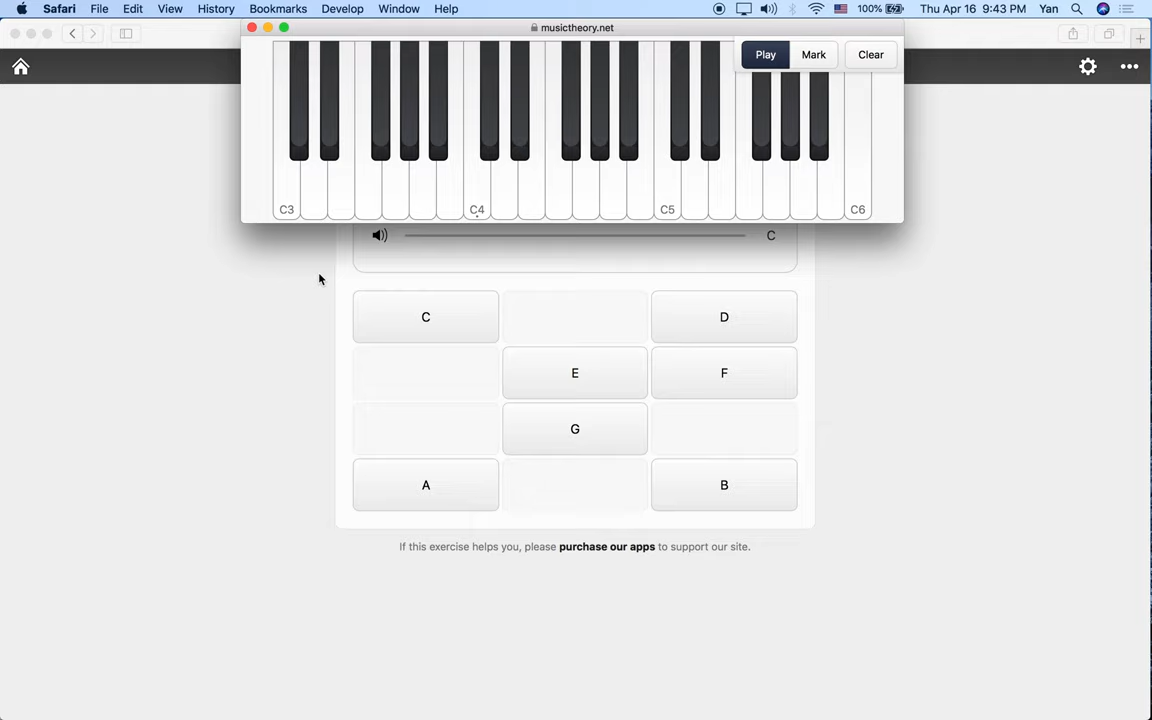 Safari File Edit View History Bookmarks Develop Window Help 100% Thu Apr 16 9:43 PM Yan
musictheory.net
Play Mark Clear
C3 C4 C5 C6
C
C D
E F
G
A B
If this exercise helps you, please purchase our apps to support our site.